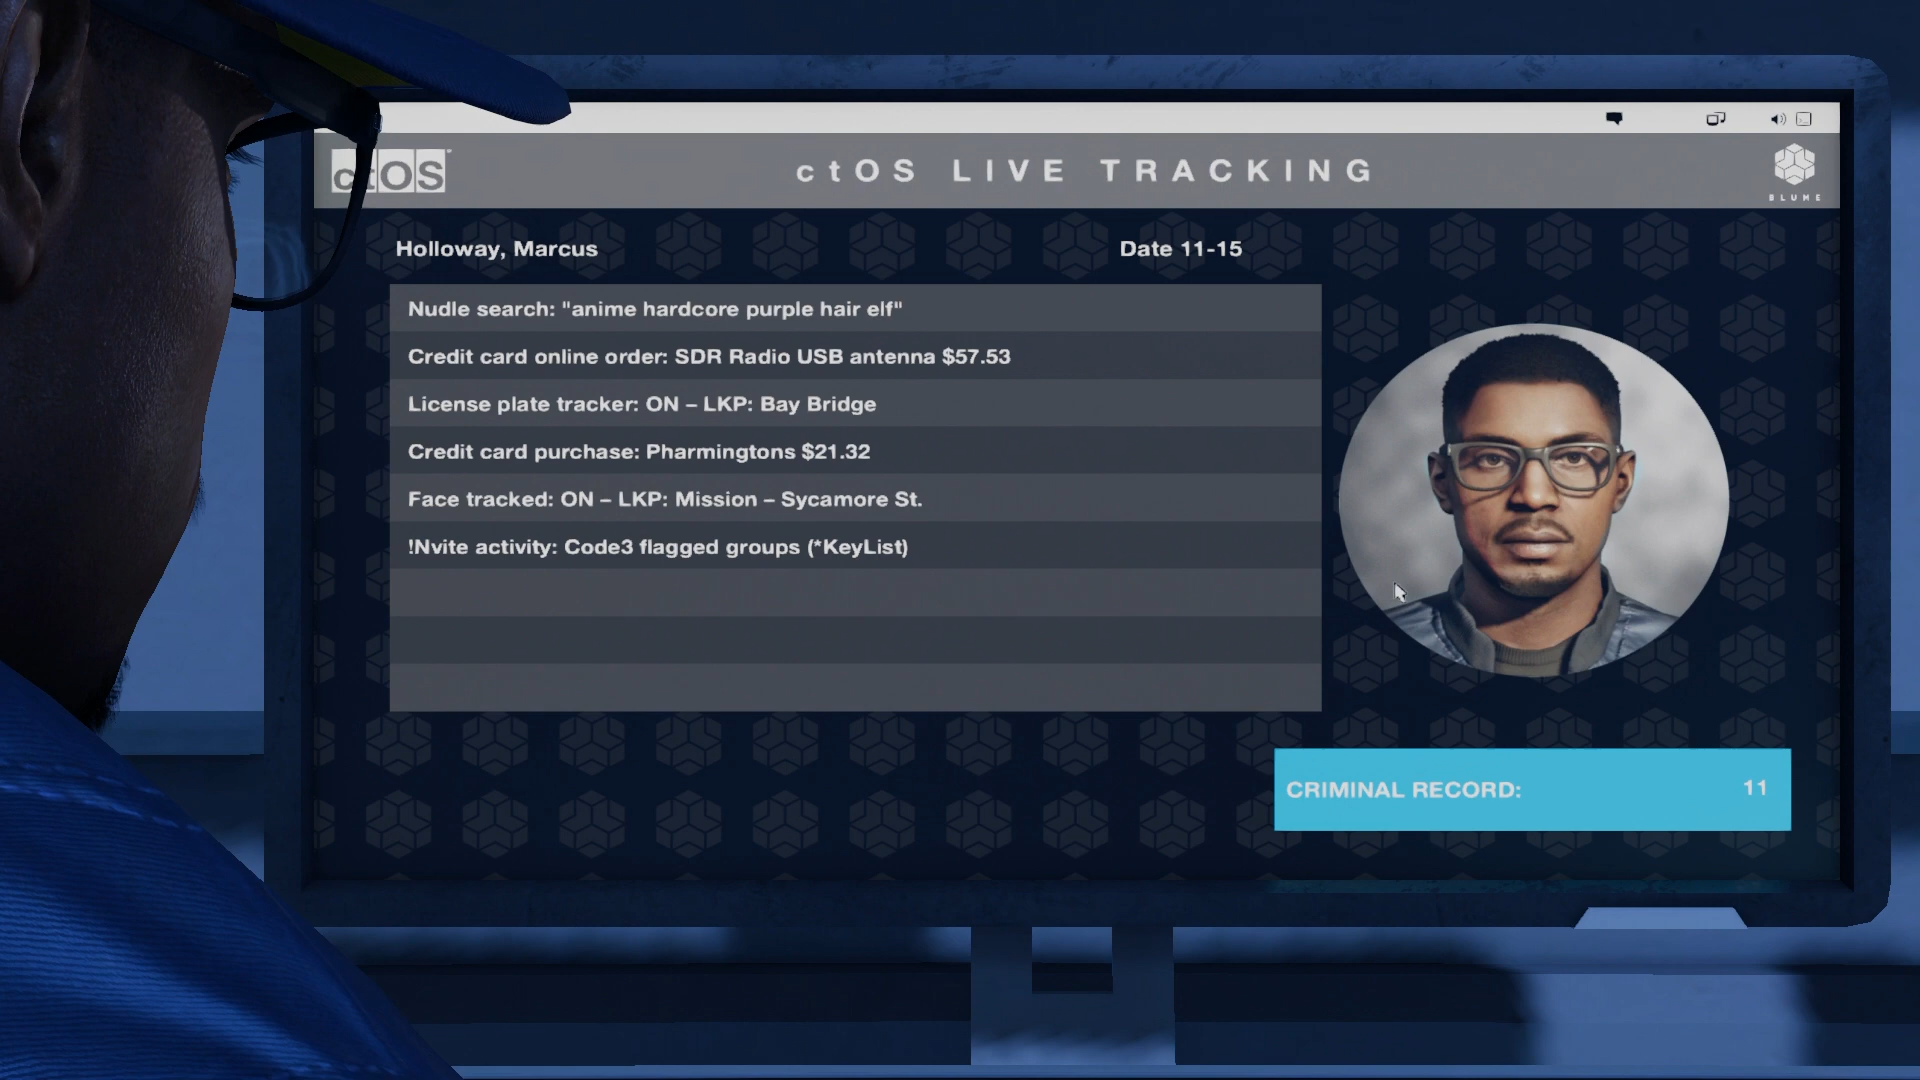 ctOS
ctOS LIVE TRACKING
BLUME
Holloway, Marcus
Date 11-15
Nudle search: "anime hardcore purple hair elf"
Credit card online order: SDR Radio USB antenna $57.53
License plate tracker: ON – LKP: Bay Bridge
Credit card purchase: Pharmingtons $21.32
Face tracked: ON – LKP: Mission – Sycamore St.
!Nvite activity: Code3 flagged groups (*KeyList)
CRIMINAL RECORD: 11